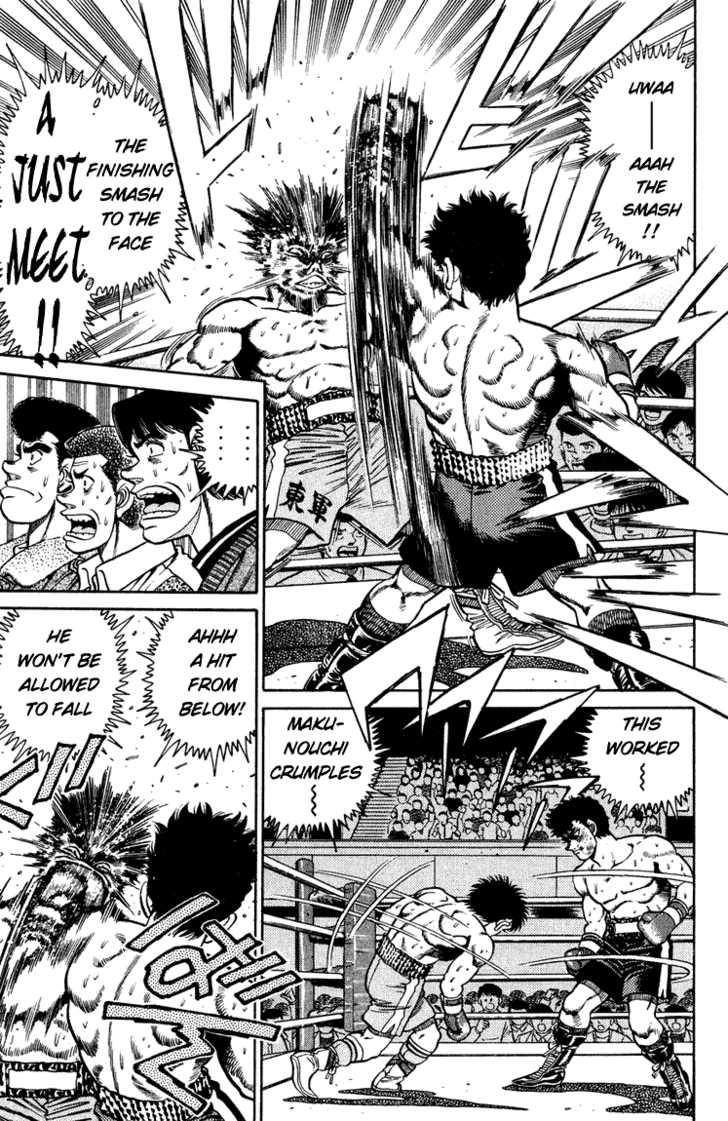 UWAA
—
AAAH
THE
SMASH
!!
THE
FINISHING
SMASH
TO THE
FACE
A
JUST
MEET
!!
東軍
......
THIS
WORKED
~
MAKU-
NOUCHI
CRUMPLES
~
AHHH
A HIT
FROM
BELOW!
HE
WON'T BE
ALLOWED
TO FALL